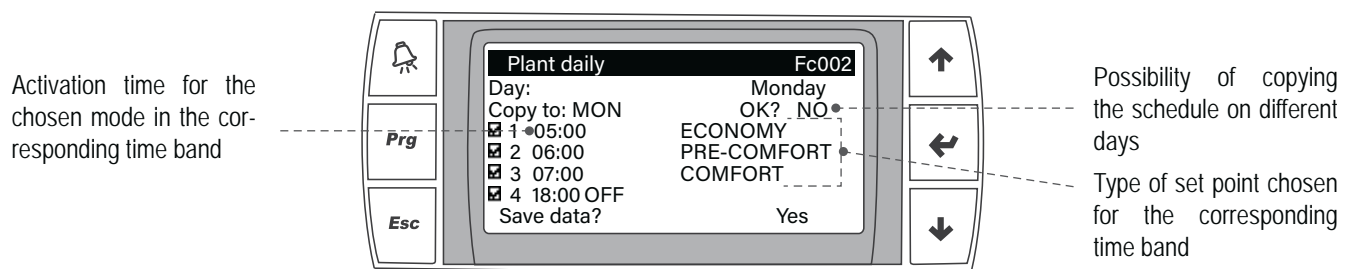 Activation time for the
chosen mode in the cor-
responding time band
Prg
Esc
Plant daily Fc002
Day: Monday
Copy to: MON OK? NO
1 05:00 ECONOMY
2 06:00 PRE-COMFORT
3 07:00 COMFORT
4 18:00 OFF
Save data? Yes
Possibility of copying
the schedule on different
days
Type of set point chosen
for the corresponding
time band